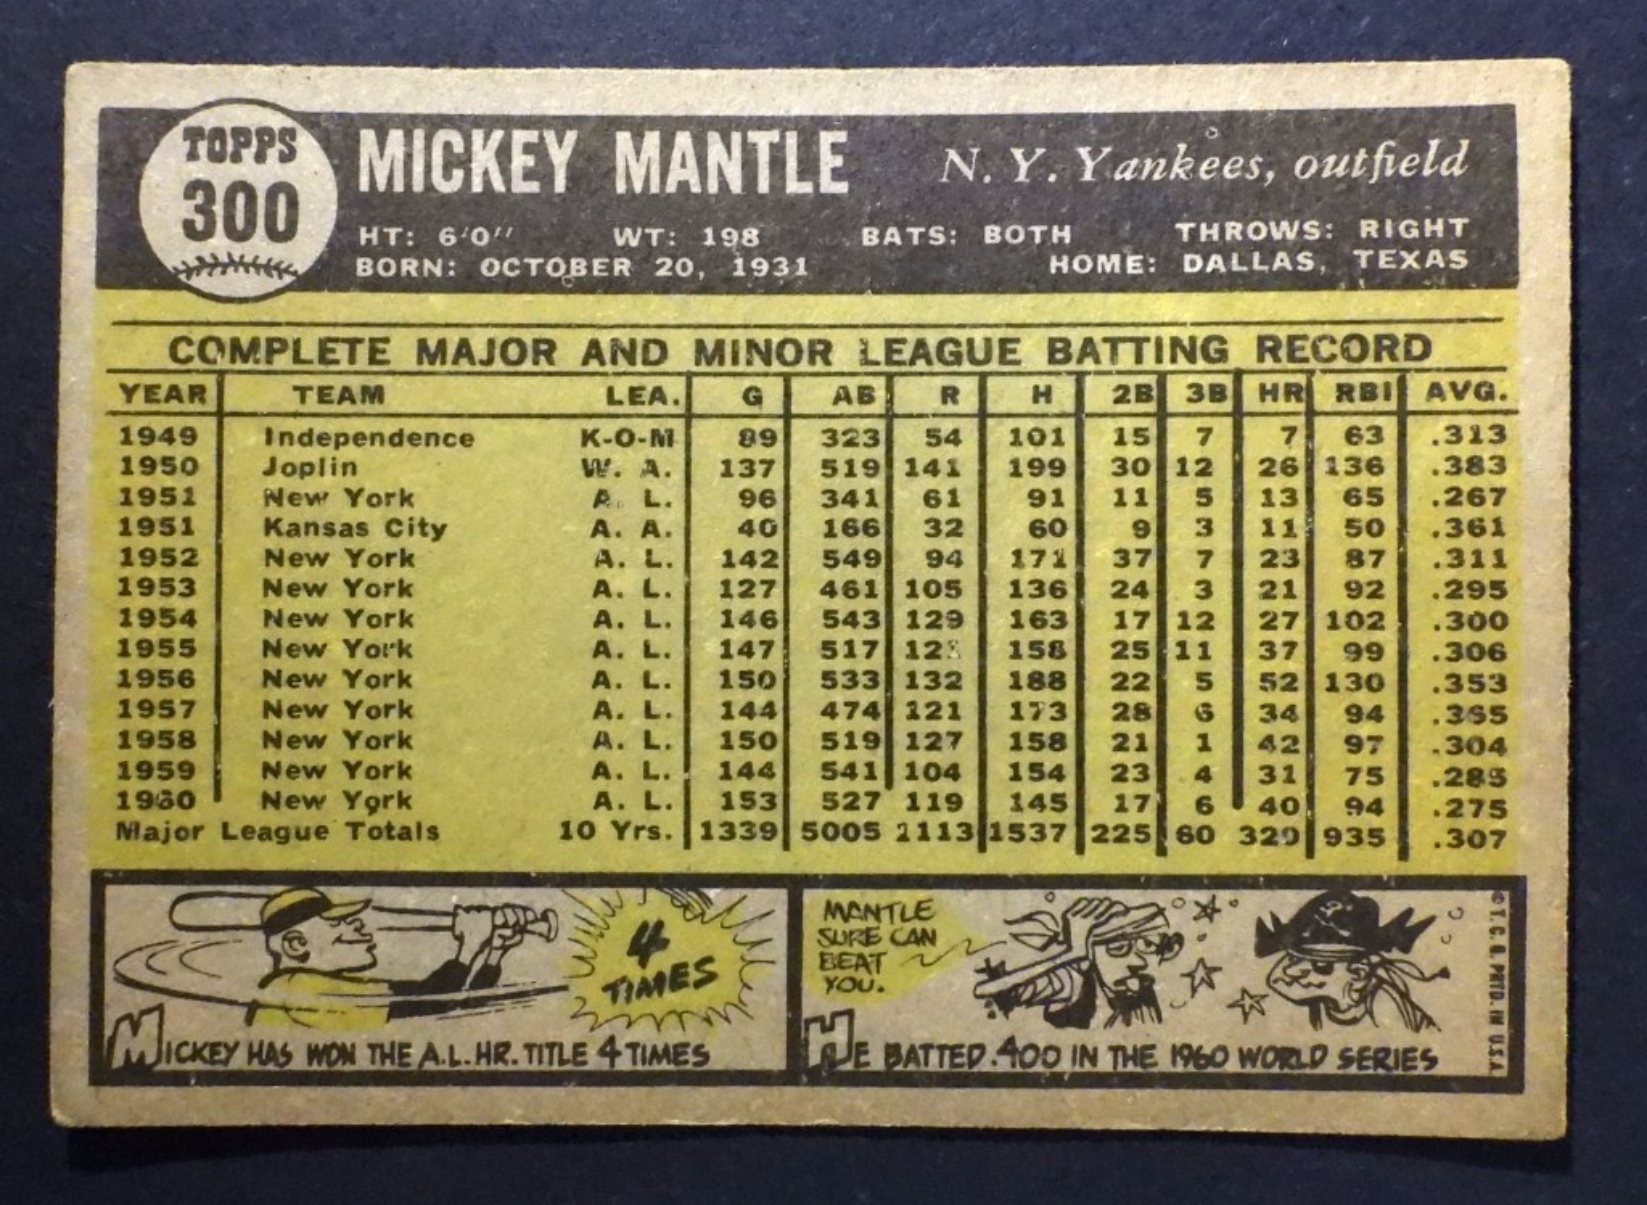 TOPPS
300
MICKEY MANTLE
N. Y. Yankees, outfield
HT: 6'0" WT: 198 BATS: BOTH THROWS: RIGHT
BORN: OCTOBER 20, 1931 HOME: DALLAS, TEXAS
COMPLETE MAJOR AND MINOR LEAGUE BATTING RECORD
YEAR TEAM LEA. G AB R H 2B 3B HR RBI AVG.
1949 Independence K-O-M 89 323 54 101 15 7 7 63 .313
1950 Joplin W. A. 137 519 141 199 30 12 26 136 .383
1951 New York A. L. 96 341 61 91 11 5 13 65 .267
1951 Kansas City A. A. 40 166 32 60 9 3 11 50 .361
1952 New York A. L. 142 549 94 171 37 7 23 87 .311
1953 New York A. L. 127 461 105 136 24 3 21 92 .295
1954 New York A. L. 146 543 129 163 17 12 27 102 .300
1955 New York A. L. 147 517 158 25 11 37 99 .306
1956 New York A. L. 150 533 132 188 22 5 52 130 .353
1957 New York A. L. 144 474 121 173 28 6 34 94 .365
1958 New York A. L. 150 519 127 158 21 1 42 97 .304
1959 New York A. L. 144 541 104 154 23 4 31 75 .285
1960 New York A. L. 153 527 119 145 17 6 40 94 .275
Major League Totals 10 Yrs. 1339 5005 1113 1537 225 60 320 935 .307
4
TIMES
MICKEY HAS WON THE A.L. HR. TITLE 4 TIMES
MANTLE
SURE CAN
BEAT
YOU.
HE BATTED .400 IN THE 1960 WORLD SERIES
© T. C. G. PRTD. IN U.S.A.